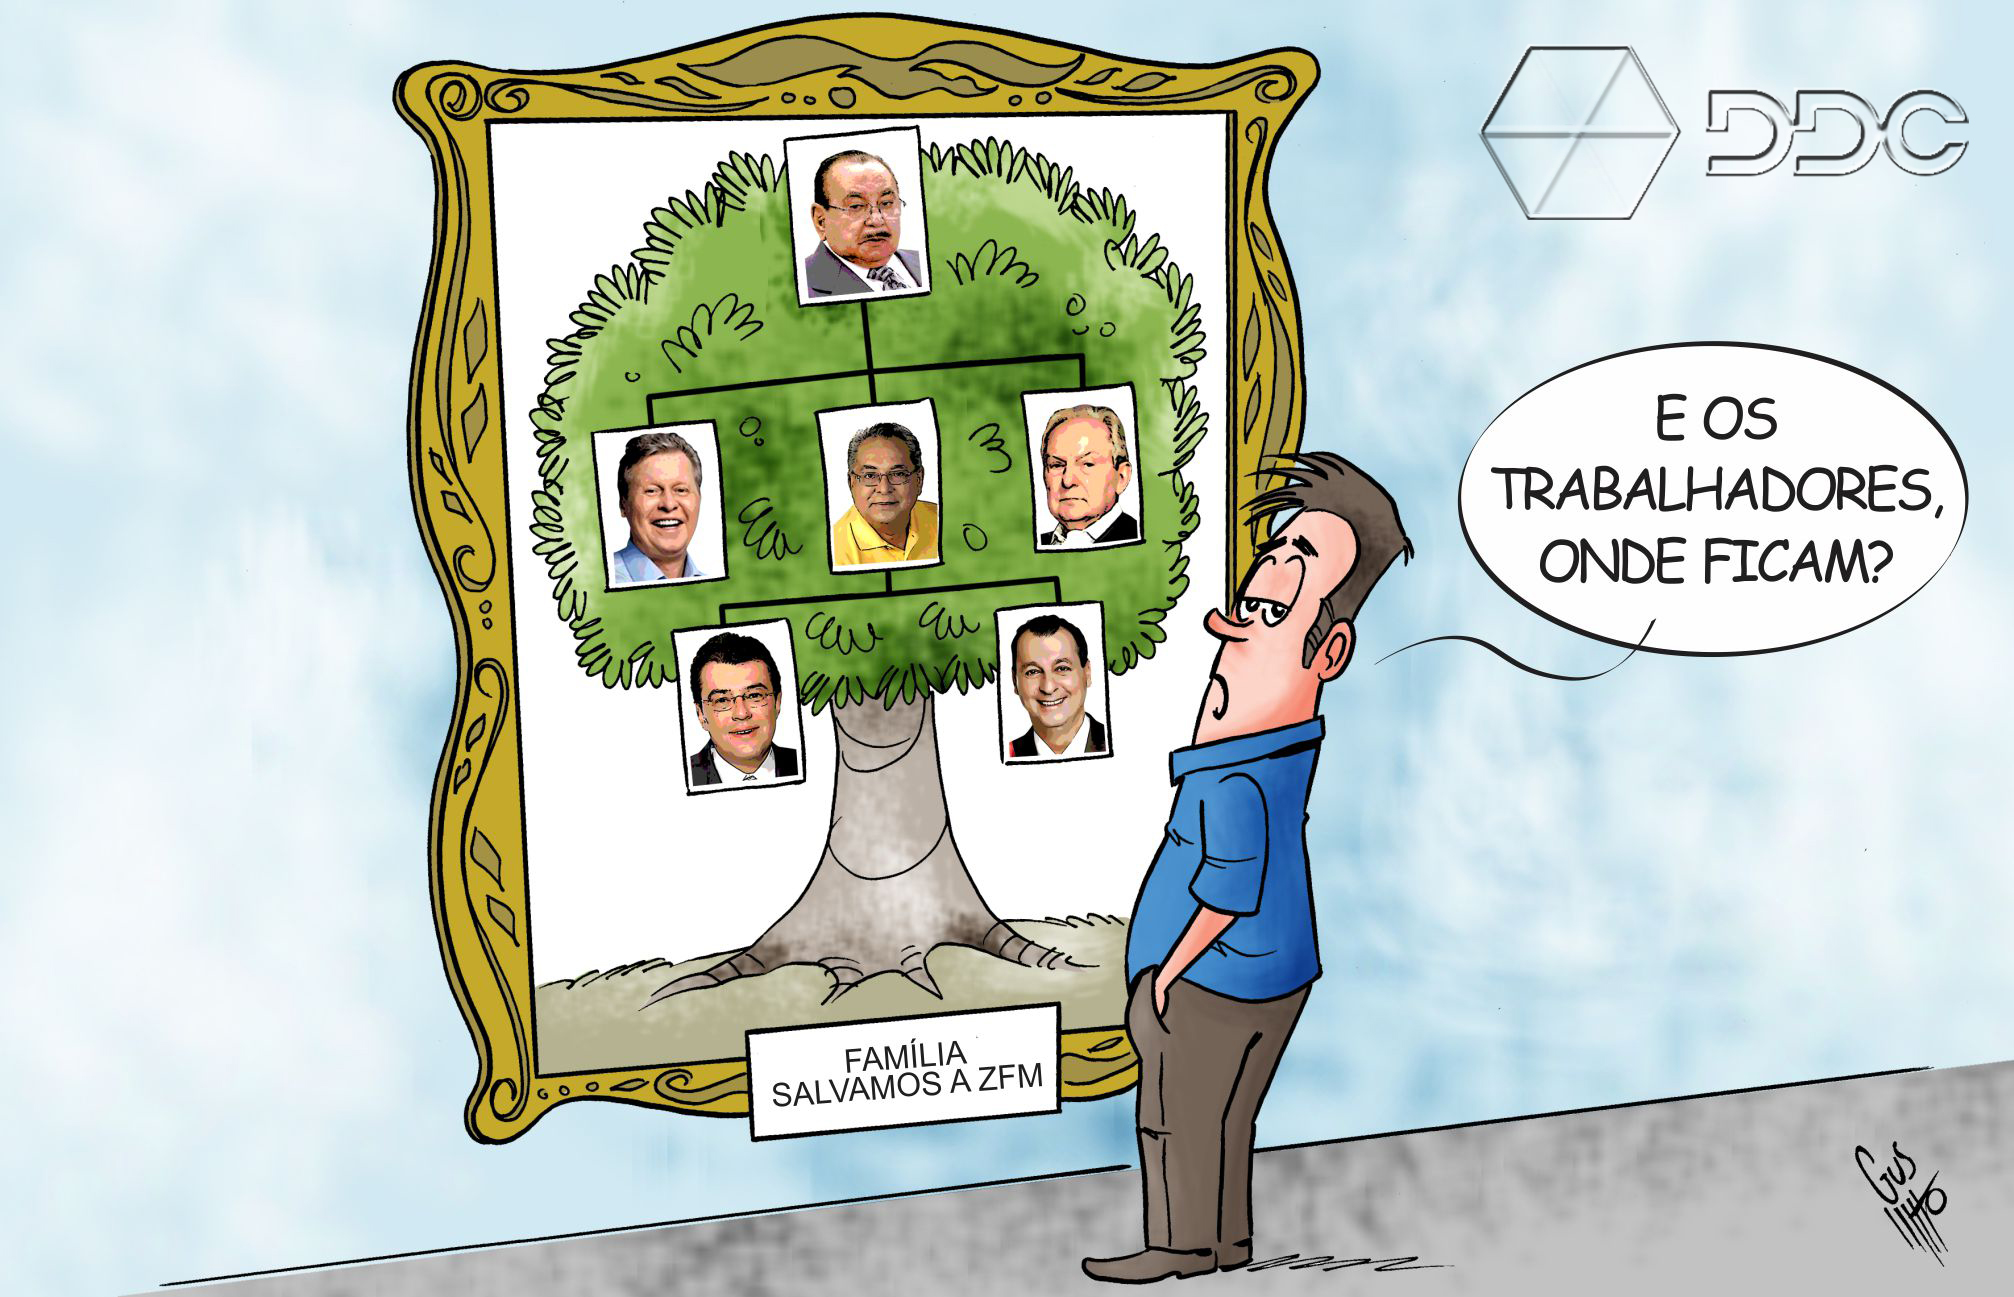 DDC
E OS
TRABALHADORES,
ONDE FICAM?
FAMÍLIA
SALVAMOS A ZFM
GUS